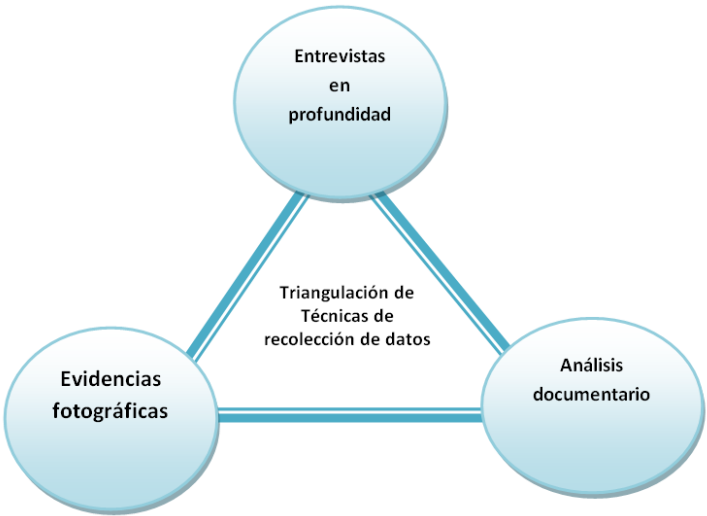 Entrevistas
en
profundidad
Triangulación de
Técnicas de
recolección de datos
Evidencias
fotográficas
Análisis
documentario